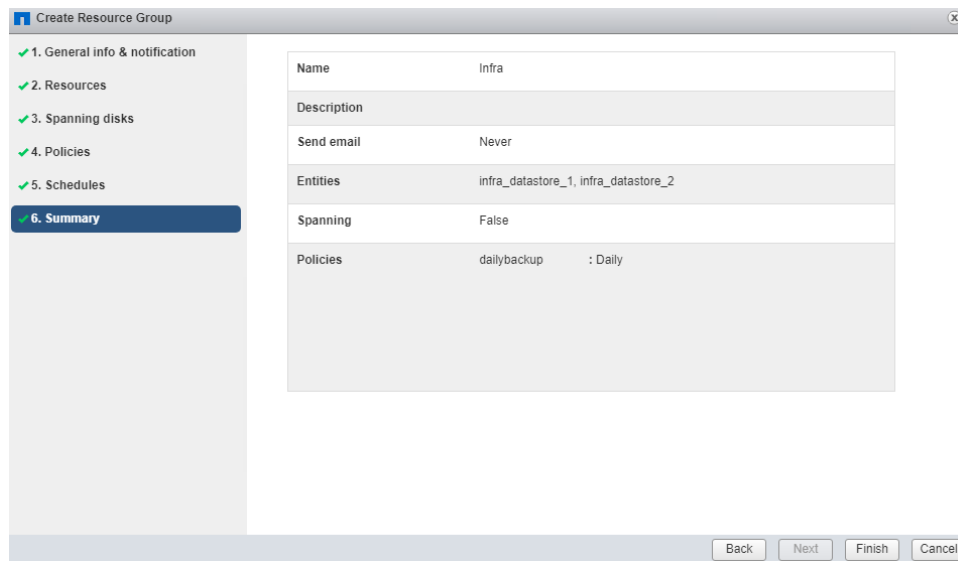 Create Resource Group
1. General info & notification
2. Resources
3. Spanning disks
4. Policies
5. Schedules
6. Summary
Name Infra
Description
Send email Never
Entities infra_datastore_1, infra_datastore_2
Spanning False
Policies dailybackup : Daily
Back Next Finish Cancel